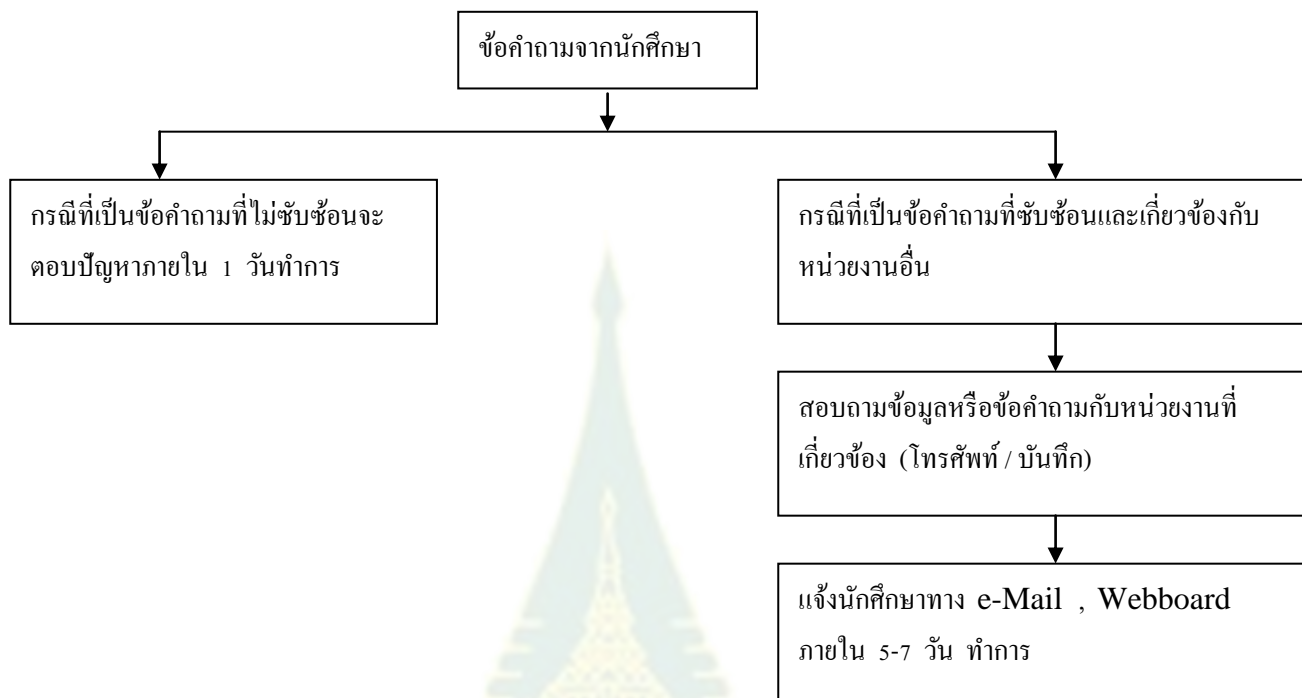 ข้อคำถามจากนักศึกษา
กรณีที่เป็นข้อคำถามที่ไม่ซับซ้อนจะ
ตอบปัญหาภายใน 1 วันทำการ
กรณีที่เป็นข้อคำถามที่ซับซ้อนและเกี่ยวข้องกับ
หน่วยงานอื่น
สอบถามข้อมูลหรือข้อคำถามกับหน่วยงานที่
เกี่ยวข้อง (โทรศัพท์ / บันทึก)
แจ้งนักศึกษาทาง e-Mail , Webboard
ภายใน 5-7 วัน ทำการ